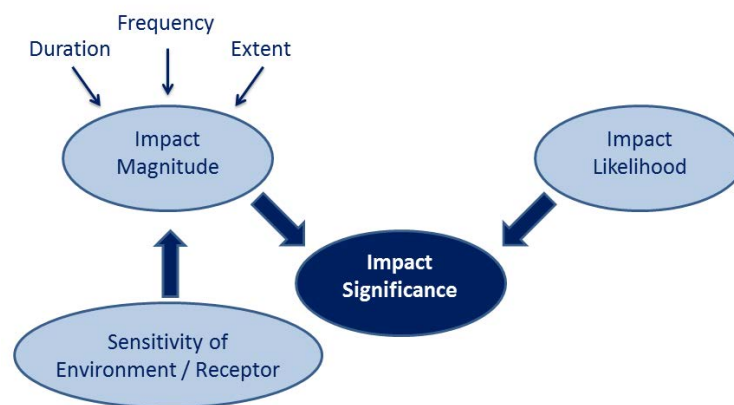 Frequency
Duration
Extent
Impact
Magnitude
Impact
Likelihood
Impact
Significance
Sensitivity of
Environment / Receptor